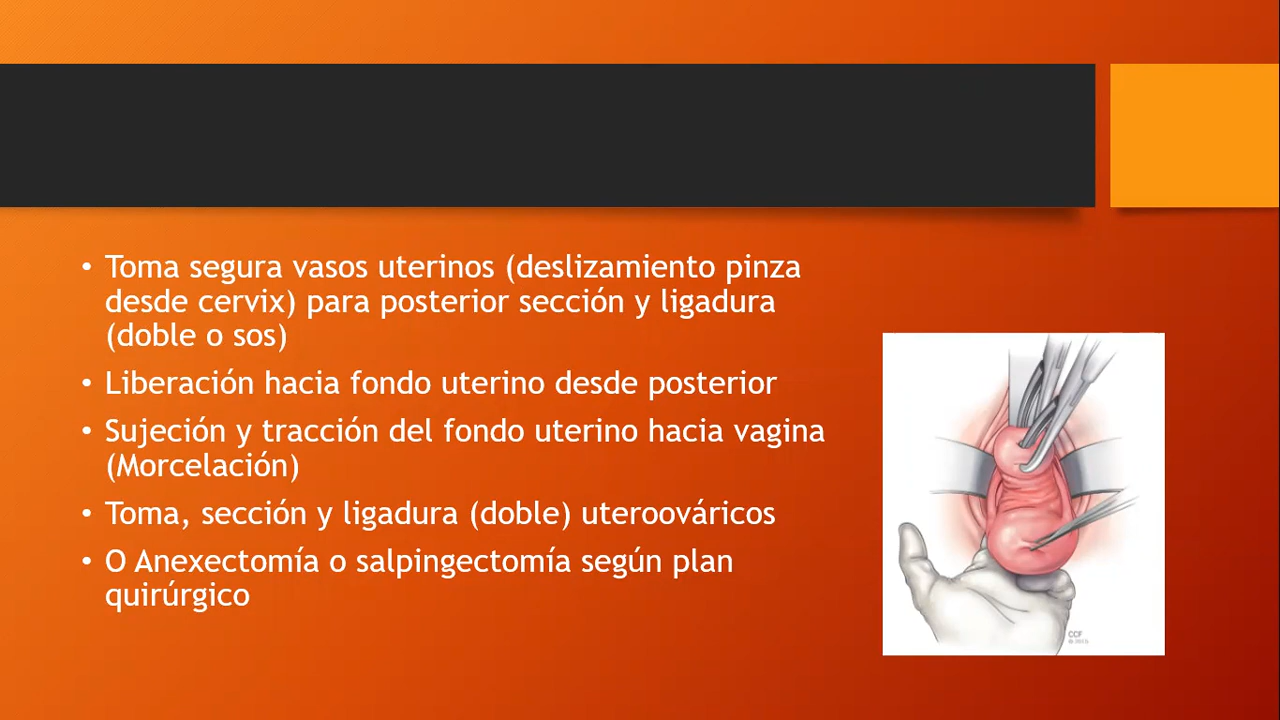 • Toma segura vasos uterinos (deslizamiento pinza
desde cervix) para posterior sección y ligadura
(doble o sos)
• Liberación hacia fondo uterino desde posterior
• Sujeción y tracción del fondo uterino hacia vagina
(Morcelación)
• Toma, sección y ligadura (doble) uteroováricos
• O Anexectomía o salpingectomía según plan
quirúrgico
CCF